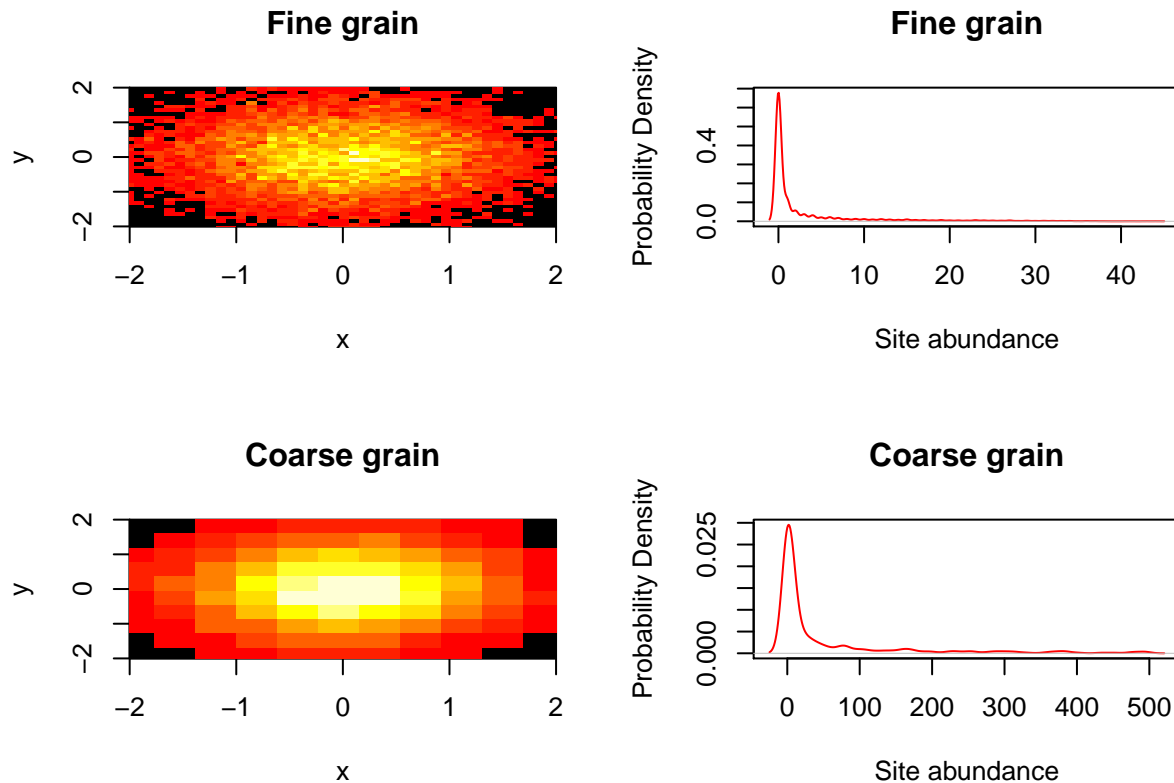 Fine grain
y
2
0
−2
−2 −1 0 1 2
x
Fine grain
Probability Density
0.4
0.0
0 10 20 30 40
Site abundance
Coarse grain
y
2
0
−2
−2 −1 0 1 2
x
Coarse grain
Probability Density
0.025
0.000
0 100 200 300 400 500
Site abundance